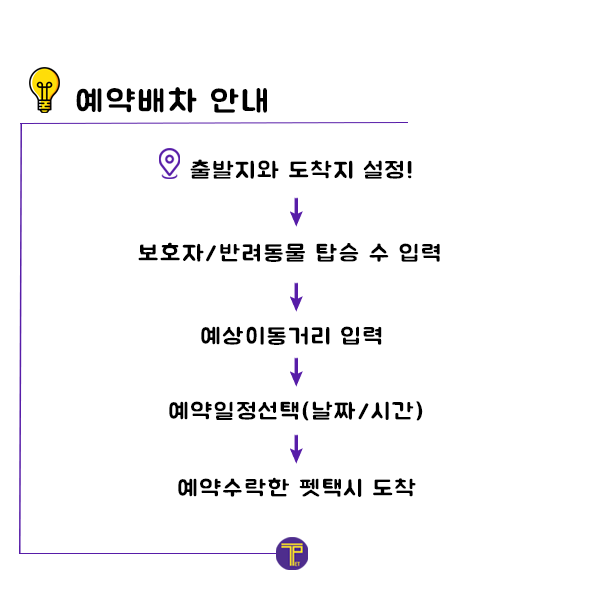 예약배차 안내
출발지와 도착지 설정!
보호자/반려동물 탑승 수 입력
예상이동거리 입력
예약일정선택(날짜/시간)
예약수락한 펫택시 도착
TPET